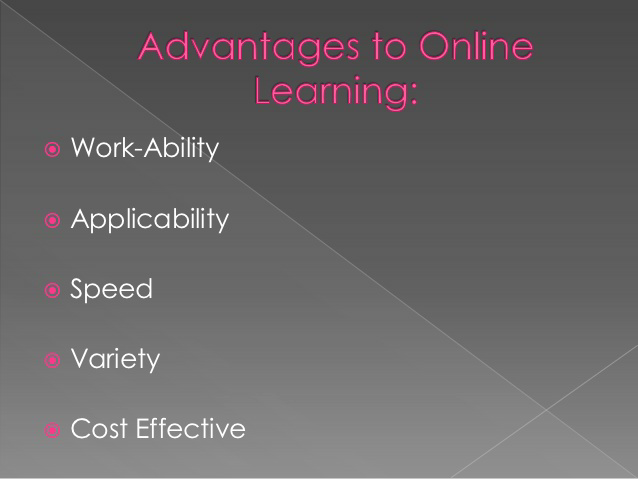 Advantages to Online
Learning:
Work-Ability
Applicability
Speed
Variety
Cost Effective